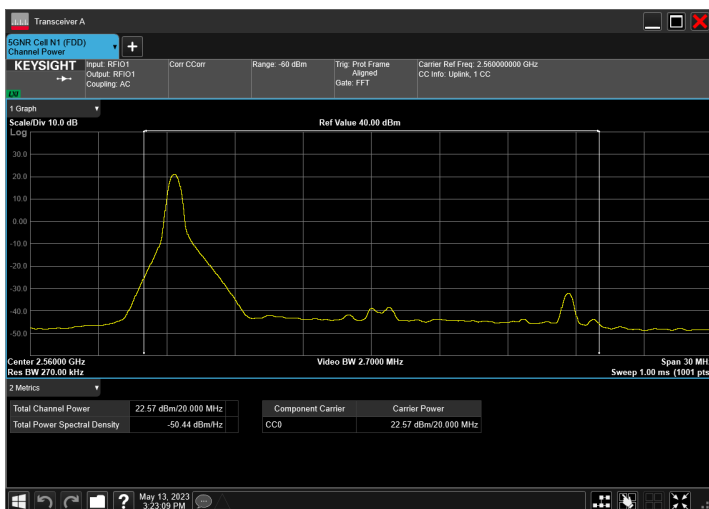 Transceiver A
5GNR Cell N1 (FDD)
Channel Power
KEYSIGHT
Input: RFIO1
Output: RFIO1
Coupling: AC
Corr CCorr
Range: -60 dBm
Trig: Prot Frame
Aligned
Gate: FFT
Carrier Ref Freq: 2.560000000 GHz
CC Info: Uplink, 1 CC
LXI
1 Graph
Scale/Div 10.0 dB
Ref Value 40.00 dBm
Log
30.0
20.0
10.0
0.00
-10.0
-20.0
-30.0
-40.0
-50.0
Center 2.56000 GHz
Video BW 2.7000 MHz
Span 30 MHz
Res BW 270.00 kHz
Sweep 1.00 ms (1001 pts)
2 Metrics
Total Channel Power 22.57 dBm/20.000 MHz
Total Power Spectral Density -50.44 dBm/Hz
Component Carrier Carrier Power
CC0 22.57 dBm/20.000 MHz
?
May 13, 2023
3:23:09 PM